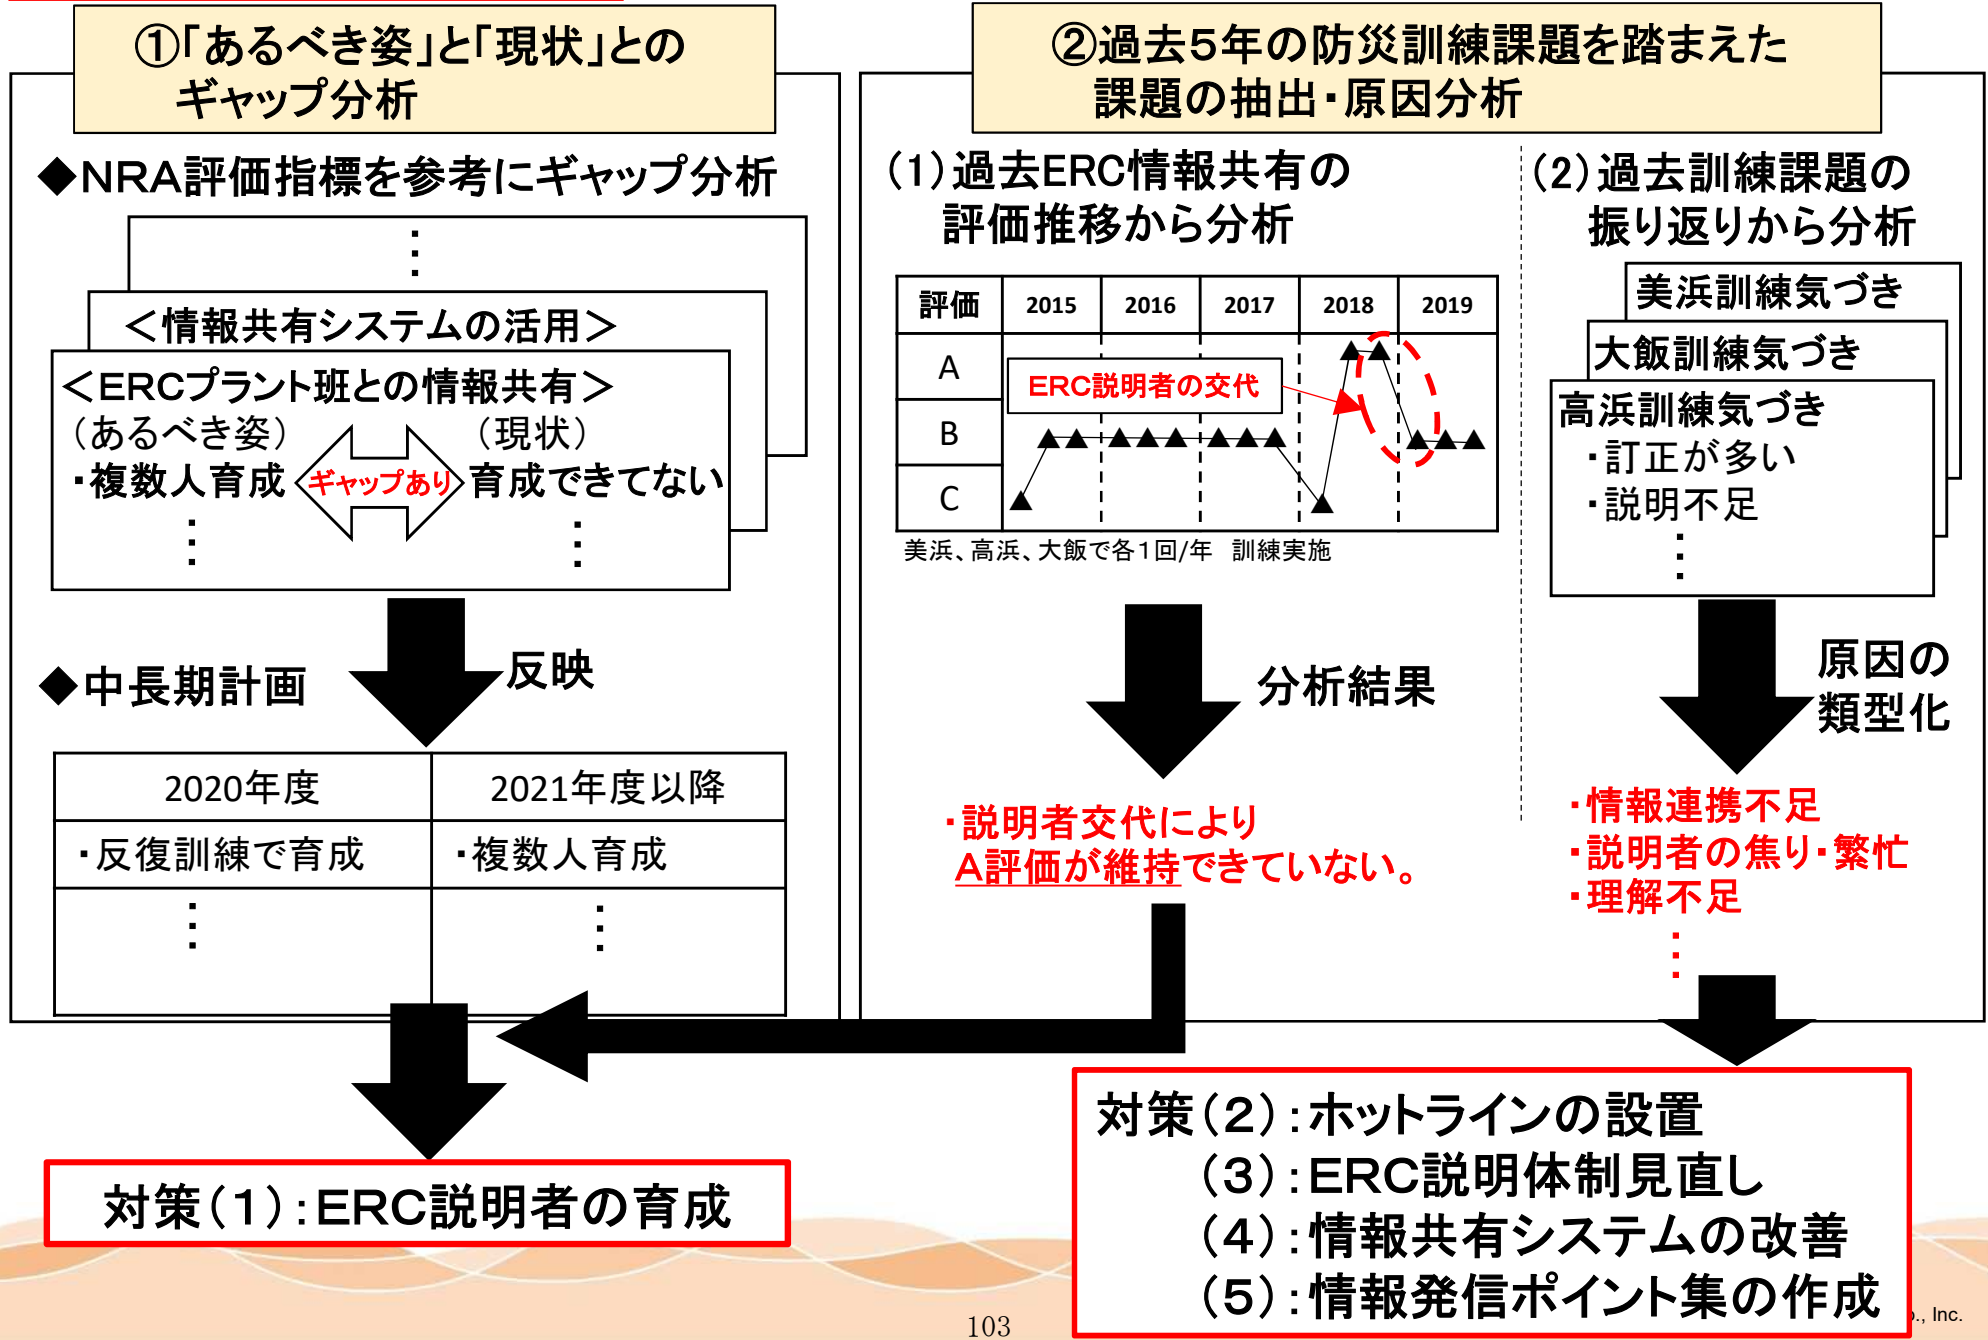 ①「あるべき姿」と「現状」との
ギャップ分析
◆NRA評価指標を参考にギャップ分析
：
＜情報共有システムの活用＞
＜ERCプラント班との情報共有＞
（あるべき姿）
（現状）
・複数人育成
ギャップあり
育成できてない
：
：
◆中長期計画
反映
2020年度
2021年度以降
・反復訓練で育成
・複数人育成
：
：
対策（１）：ERC説明者の育成
②過去５年の防災訓練課題を踏まえた
課題の抽出・原因分析
（１）過去ERC情報共有の
評価推移から分析
評価 2015 2016 2017 2018 2019
A
ERC説明者の交代
B
C
美浜、高浜、大飯で各１回/年　訓練実施
分析結果
・説明者交代により
Ａ評価が維持できていない。
（２）過去訓練課題の
振り返りから分析
美浜訓練気づき
大飯訓練気づき
高浜訓練気づき
・訂正が多い
・説明不足
：
原因の
類型化
・情報連携不足
・説明者の焦り・繁忙
・理解不足
：
対策（２）：ホットラインの設置
（３）：ERC説明体制見直し
（４）：情報共有システムの改善
（５）：情報発信ポイント集の作成
103
., Inc.